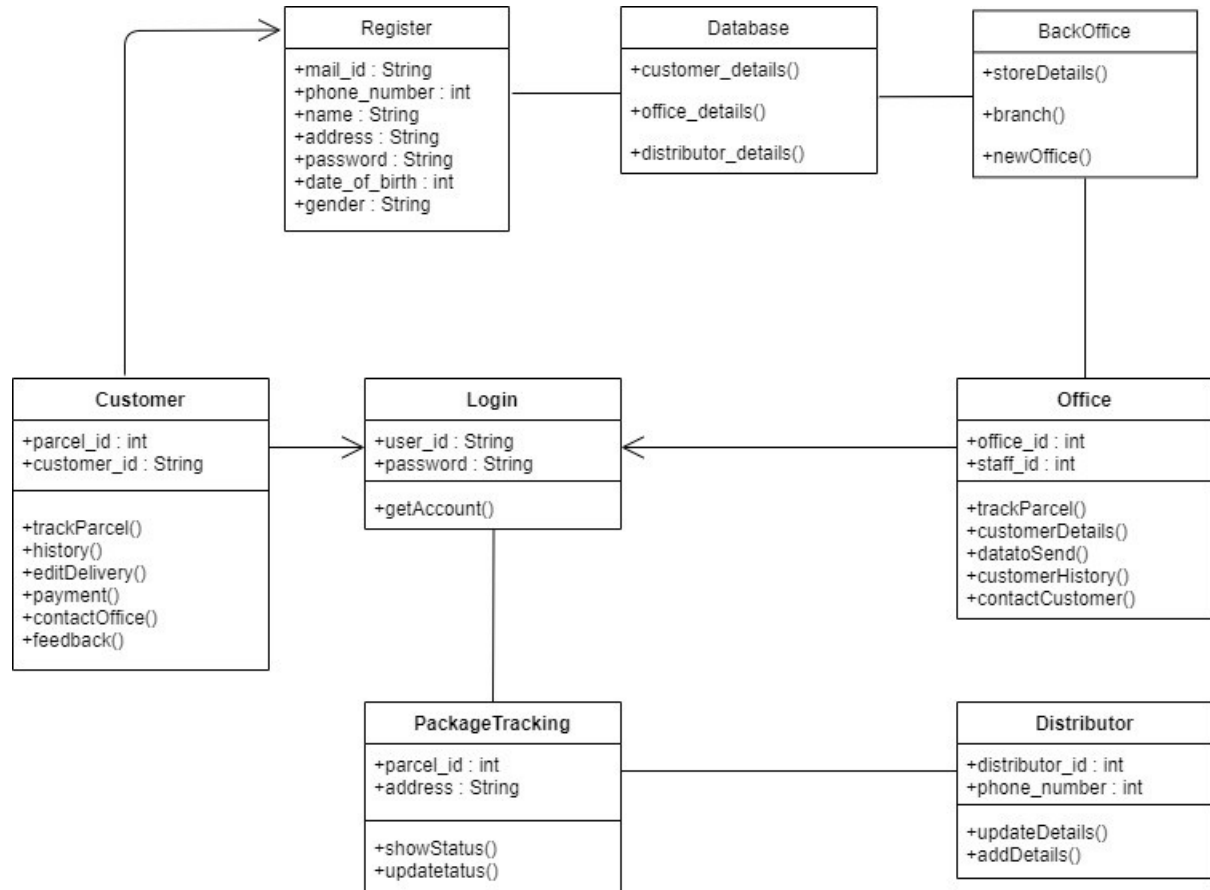 Register
+mail_id : String
+phone_number : int
+name : String
+address : String
+password : String
+date_of_birth : int
+gender : String
Database
+customer_details()
+office_details()
+distributor_details()
BackOffice
+storeDetails()
+branch()
+newOffice()
Customer
+parcel_id : int
+customer_id : String
+trackParcel()
+history()
+editDelivery()
+payment()
+contactOffice()
+feedback()
Login
+user_id : String
+password : String
+getAccount()
Office
+office_id : int
+staff_id : int
+trackParcel()
+customerDetails()
+datatoSend()
+customerHistory()
+contactCustomer()
PackageTracking
+parcel_id : int
+address : String
+showStatus()
+updatetatus()
Distributor
+distributor_id : int
+phone_number : int
+updateDetails()
+addDetails()